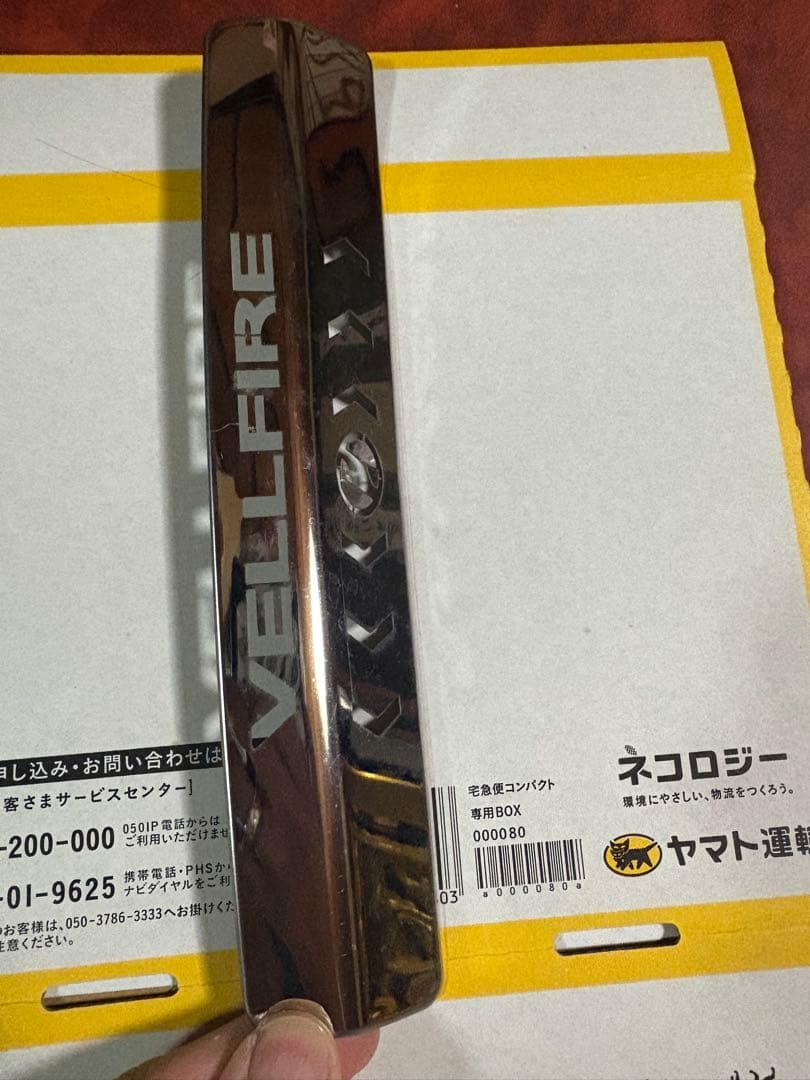 VELLFIRE
申し込み・お問い合わせは
客さまサービスセンター]
-200-000
050IP電話からは
ご利用いただけませ
-01-9625
携帯電話・PHSから
ナビダイヤルをご利
のお客様は、050-3786-3333へお掛けくだ
注意ください。
03
宅急便コンパクト
専用BOX
000080
a000080a
ネコロジー
環境にやさしい、物流をつくろう。
ヤマト運輸